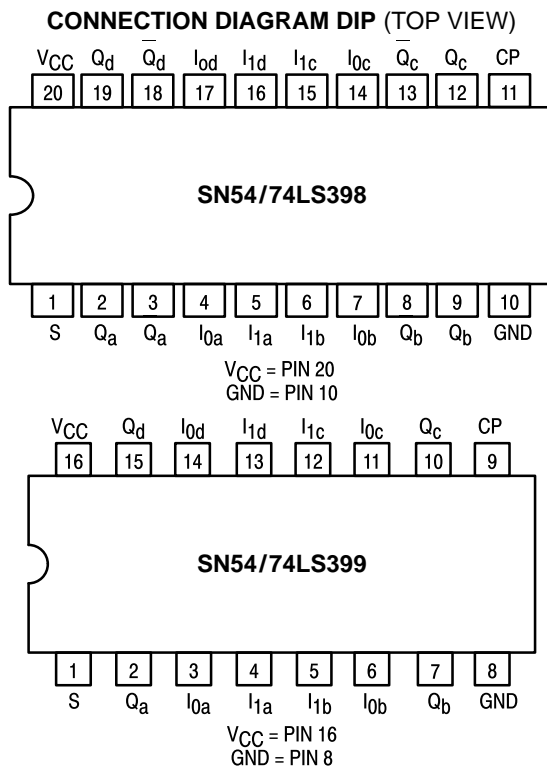 CONNECTION DIAGRAM DIP (TOP VIEW)
VCC Qd Q̅d I0d I1d I1c I0c Q̅c Qc CP
20 19 18 17 16 15 14 13 12 11
SN54/74LS398
1 2 3 4 5 6 7 8 9 10
S Qa Q̅a I0a I1a I1b I0b Q̅b Qb GND
VCC = PIN 20
GND = PIN 10
VCC Qd I0d I1d I1c I0c Qc CP
16 15 14 13 12 11 10 9
SN54/74LS399
1 2 3 4 5 6 7 8
S Qa I0a I1a I1b I0b Qb GND
VCC = PIN 16
GND = PIN 8